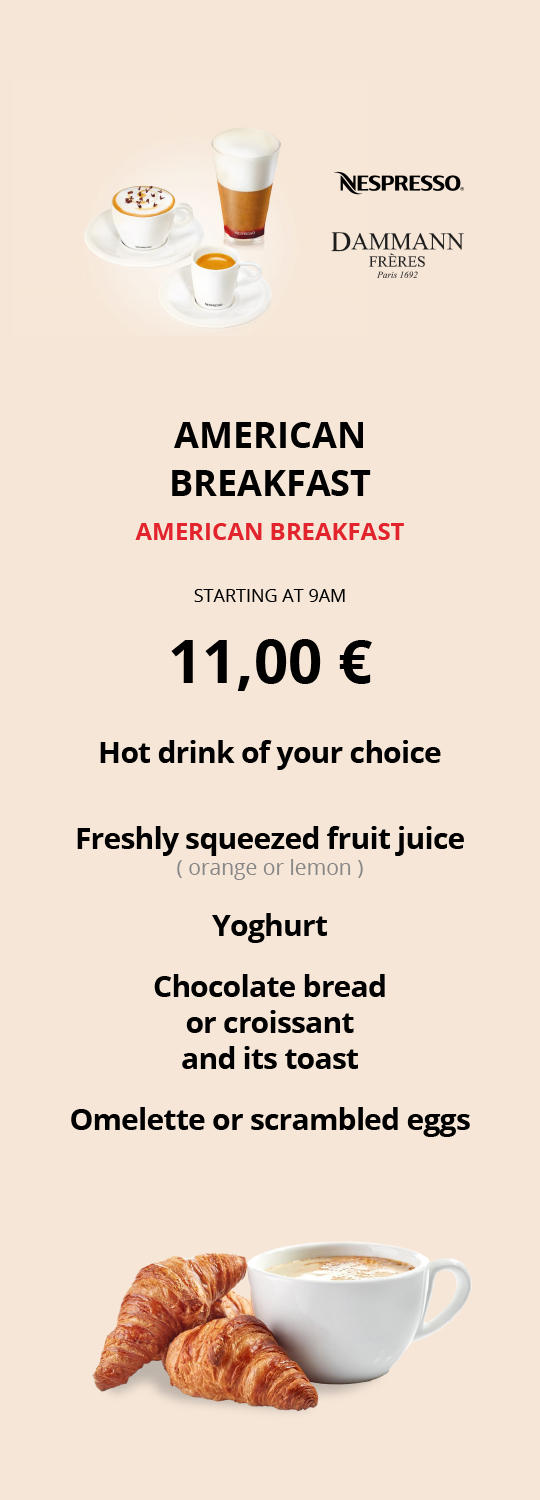 NESPRESSO.
DAMMANN
FRÈRES
Paris 1692
AMERICAN
BREAKFAST
AMERICAN BREAKFAST
STARTING AT 9AM
11,00 €
Hot drink of your choice
Freshly squeezed fruit juice
( orange or lemon )
Yoghurt
Chocolate bread
or croissant
and its toast
Omelette or scrambled eggs